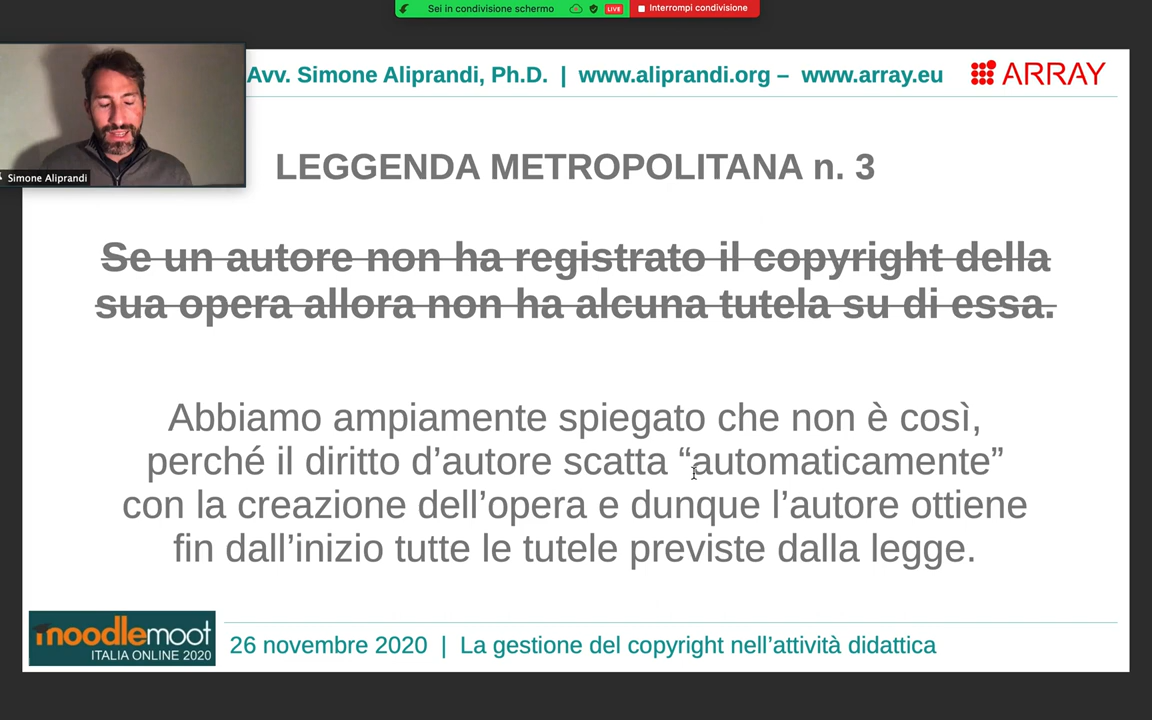 Sei in condivisione schermo
LIVE
Interrompi condivisione
Avv. Simone Aliprandi, Ph.D. | www.aliprandi.org – www.array.eu
ARRAY
Simone Aliprandi
LEGGENDA METROPOLITANA n. 3
Se un autore non ha registrato il copyright della
sua opera allora non ha alcuna tutela su di essa.
Abbiamo ampiamente spiegato che non è così,
perché il diritto d’autore scatta “automaticamente”
con la creazione dell’opera e dunque l’autore ottiene
fin dall’inizio tutte le tutele previste dalla legge.
moodlemoot
ITALIA ONLINE 2020
26 novembre 2020 | La gestione del copyright nell’attività didattica